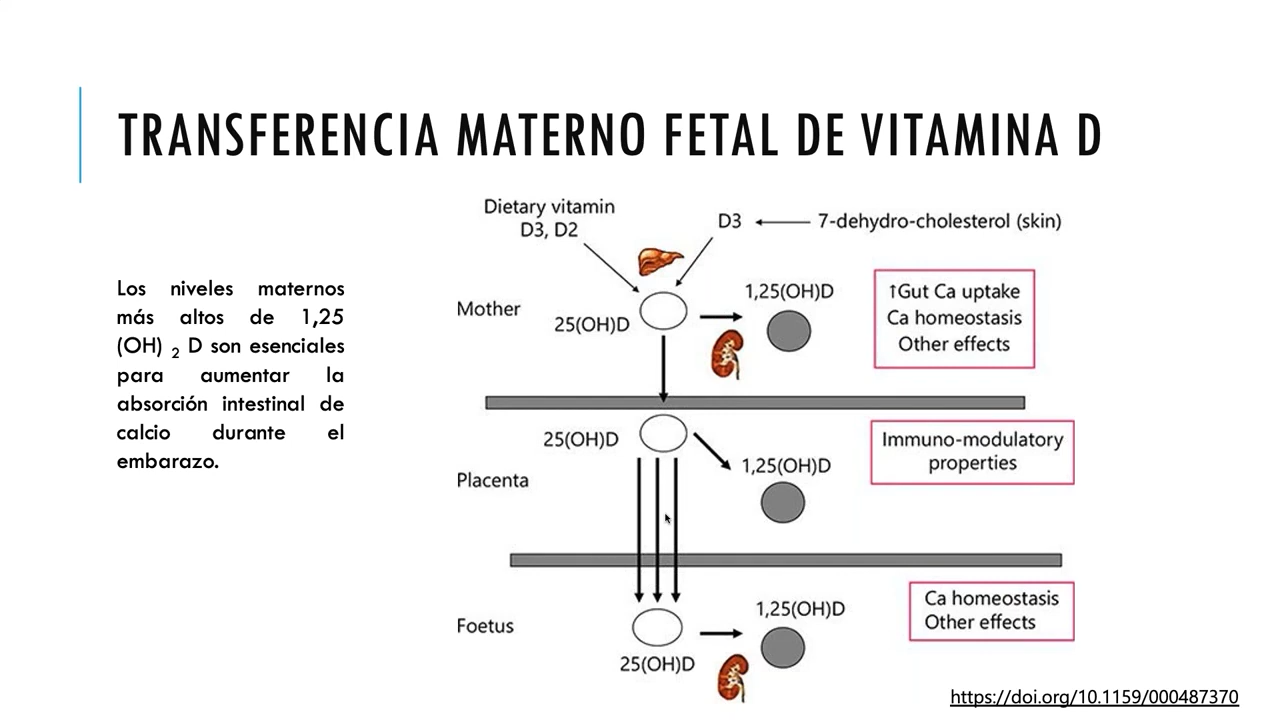 TRANSFERENCIA MATERNO FETAL DE VITAMINA D
Los niveles maternos
más altos de 1,25
(OH) 2 D son esenciales
para aumentar la
absorción intestinal de
calcio durante el
embarazo.
Dietary vitamin
D3, D2
D3
7-dehydro-cholesterol (skin)
Mother
25(OH)D
1,25(OH)D
↑Gut Ca uptake
Ca homeostasis
Other effects
25(OH)D
Placenta
1,25(OH)D
Immuno-modulatory
properties
Foetus
25(OH)D
1,25(OH)D
Ca homeostasis
Other effects
https://doi.org/10.1159/000487370